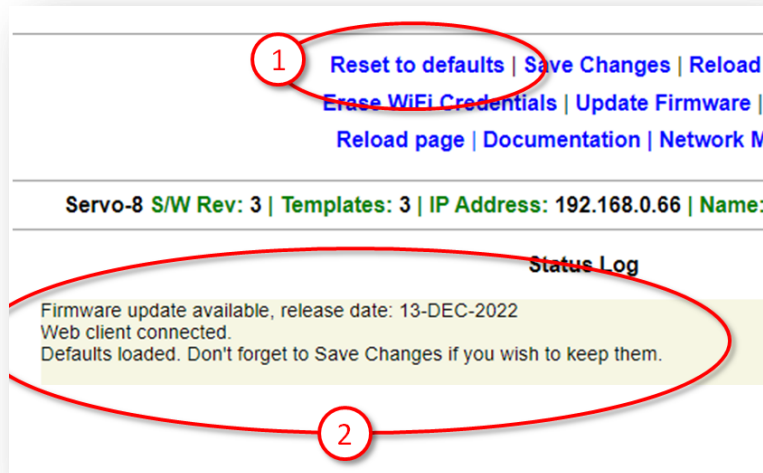 1
Reset to defaults | Save Changes | Reload
Erase WiFi Credentials | Update Firmware |
Reload page | Documentation | Network M
Servo-8 S/W Rev: 3 | Templates: 3 | IP Address: 192.168.0.66 | Name:
Status Log
Firmware update available, release date: 13-DEC-2022
Web client connected.
Defaults loaded. Don't forget to Save Changes if you wish to keep them.
2